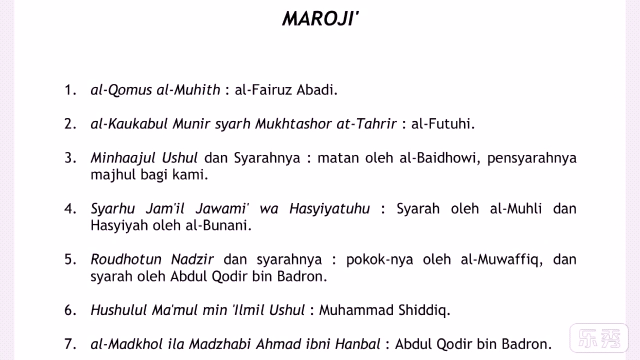 MAROJI'
1. al-Qomus al-Muhith : al-Fairuz Abadi.
2. al-Kaukabul Munir syarh Mukhtashor at-Tahrir : al-Futuhi.
3. Minhaajul Ushul dan Syarahnya : matan oleh al-Baidhowi, pensyarahnya
majhul bagi kami.
4. Syarhu Jam'il Jawami' wa Hasyiyatuhu : Syarah oleh al-Muhli dan
Hasyiyah oleh al-Bunani.
5. Roudhotun Nadzir dan syarahnya : pokok-nya oleh al-Muwaffiq, dan
syarah oleh Abdul Qodir bin Badron.
6. Hushulul Ma'mul min 'Ilmil Ushul : Muhammad Shiddiq.
7. al-Madkhol ila Madzhabi Ahmad ibni Hanbal : Abdul Qodir bin Badron.
乐秀